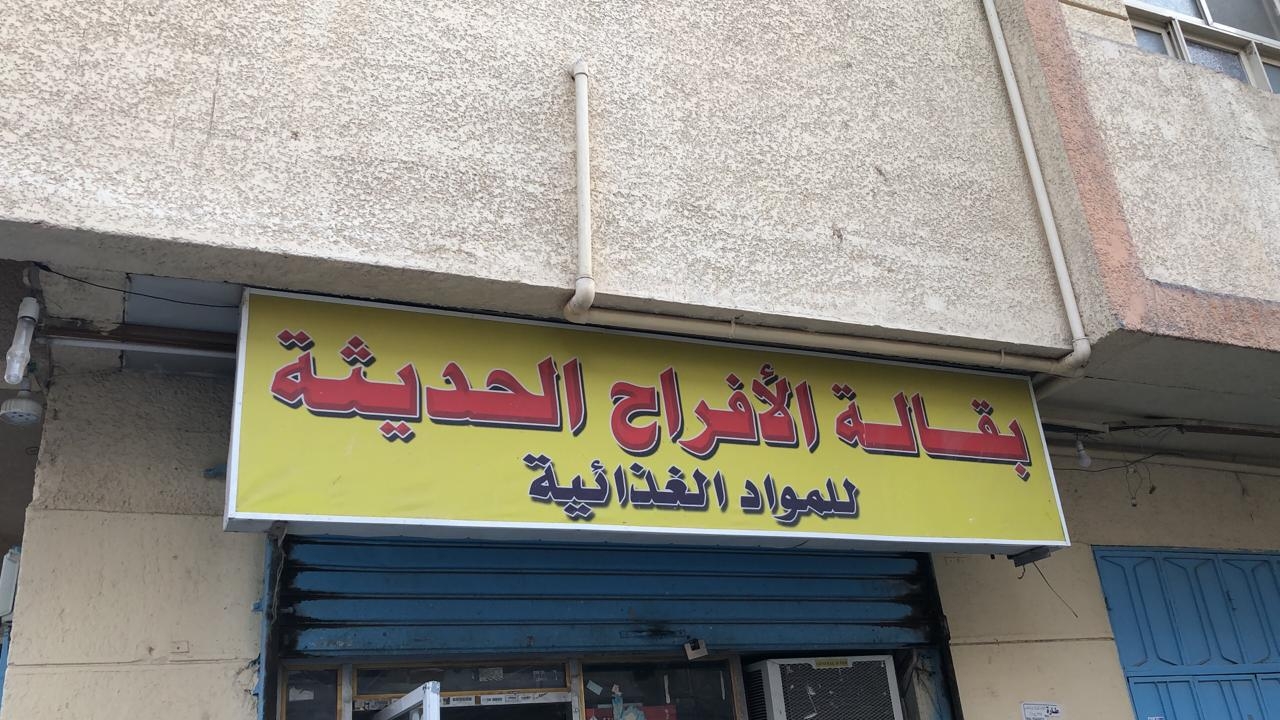 بقالة الأفراح الحديثة
للمواد الغذائية